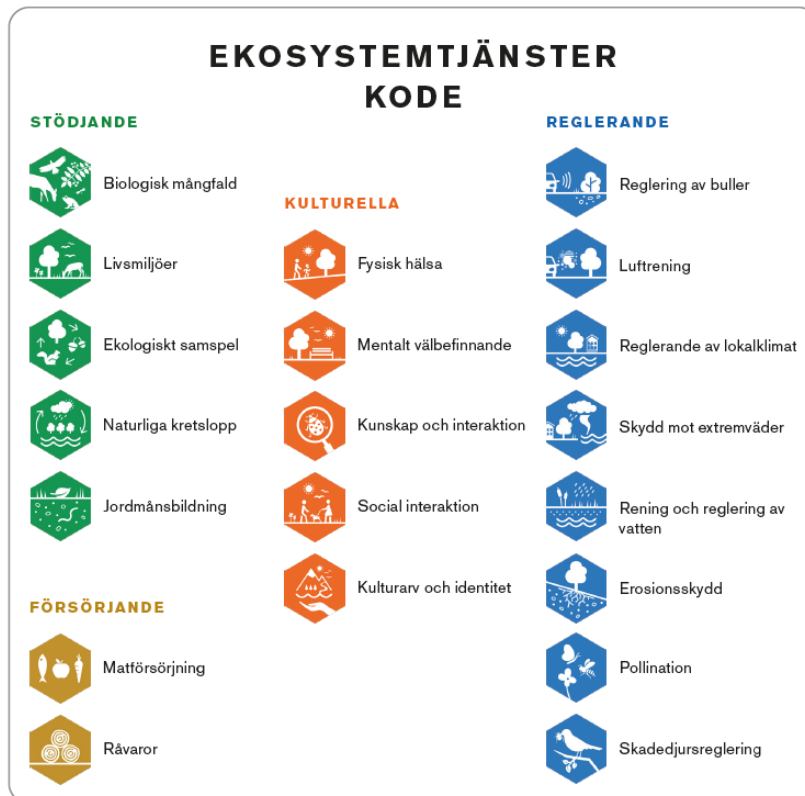 EKOSYSTEMTJÄNSTER
KODE
STÖDJANDE
Biologisk mångfald
Livsmiljöer
Ekologiskt samspel
Naturliga kretslopp
Jordmånsbildning
FÖRSÖRJANDE
Matförsörjning
Råvaror
KULTURELLA
Fysisk hälsa
Mentalt välbefinnande
Kunskap och interaktion
Social interaktion
Kulturarv och identitet
REGLERANDE
Reglering av buller
Luftrening
Reglerande av lokalklimat
Skydd mot extremväder
Rening och reglering av
vatten
Erosionsskydd
Pollination
Skadedjursreglering